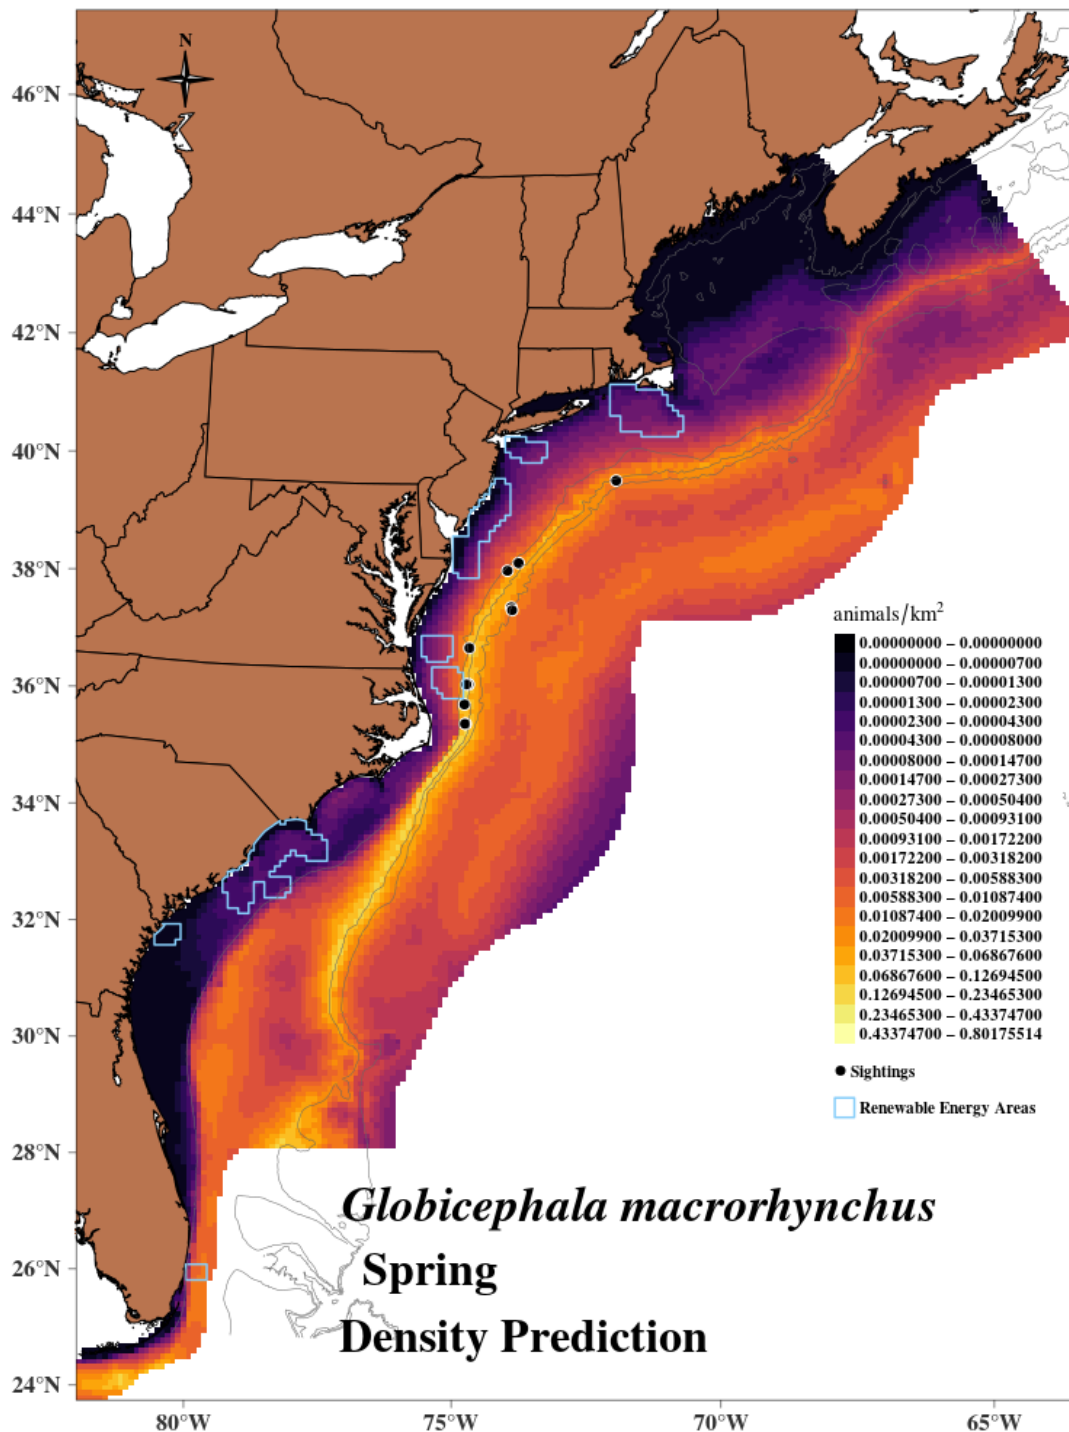 N
46°N
44°N
42°N
40°N
38°N
36°N
34°N
32°N
30°N
28°N
26°N
24°N
80°W
75°W
70°W
65°W
animals/km²
0.00000000 – 0.00000000
0.00000000 – 0.00000700
0.00000700 – 0.00001300
0.00001300 – 0.00002300
0.00002300 – 0.00004300
0.00004300 – 0.00008000
0.00008000 – 0.00014700
0.00014700 – 0.00027300
0.00027300 – 0.00050400
0.00050400 – 0.00093100
0.00093100 – 0.00172200
0.00172200 – 0.00318200
0.00318200 – 0.00588300
0.00588300 – 0.01087400
0.01087400 – 0.02009900
0.02009900 – 0.03715300
0.03715300 – 0.06867600
0.06867600 – 0.12694500
0.12694500 – 0.23465300
0.23465300 – 0.43374700
0.43374700 – 0.80175514
Sightings
Renewable Energy Areas
Globicephala macrorhynchus
Spring
Density Prediction